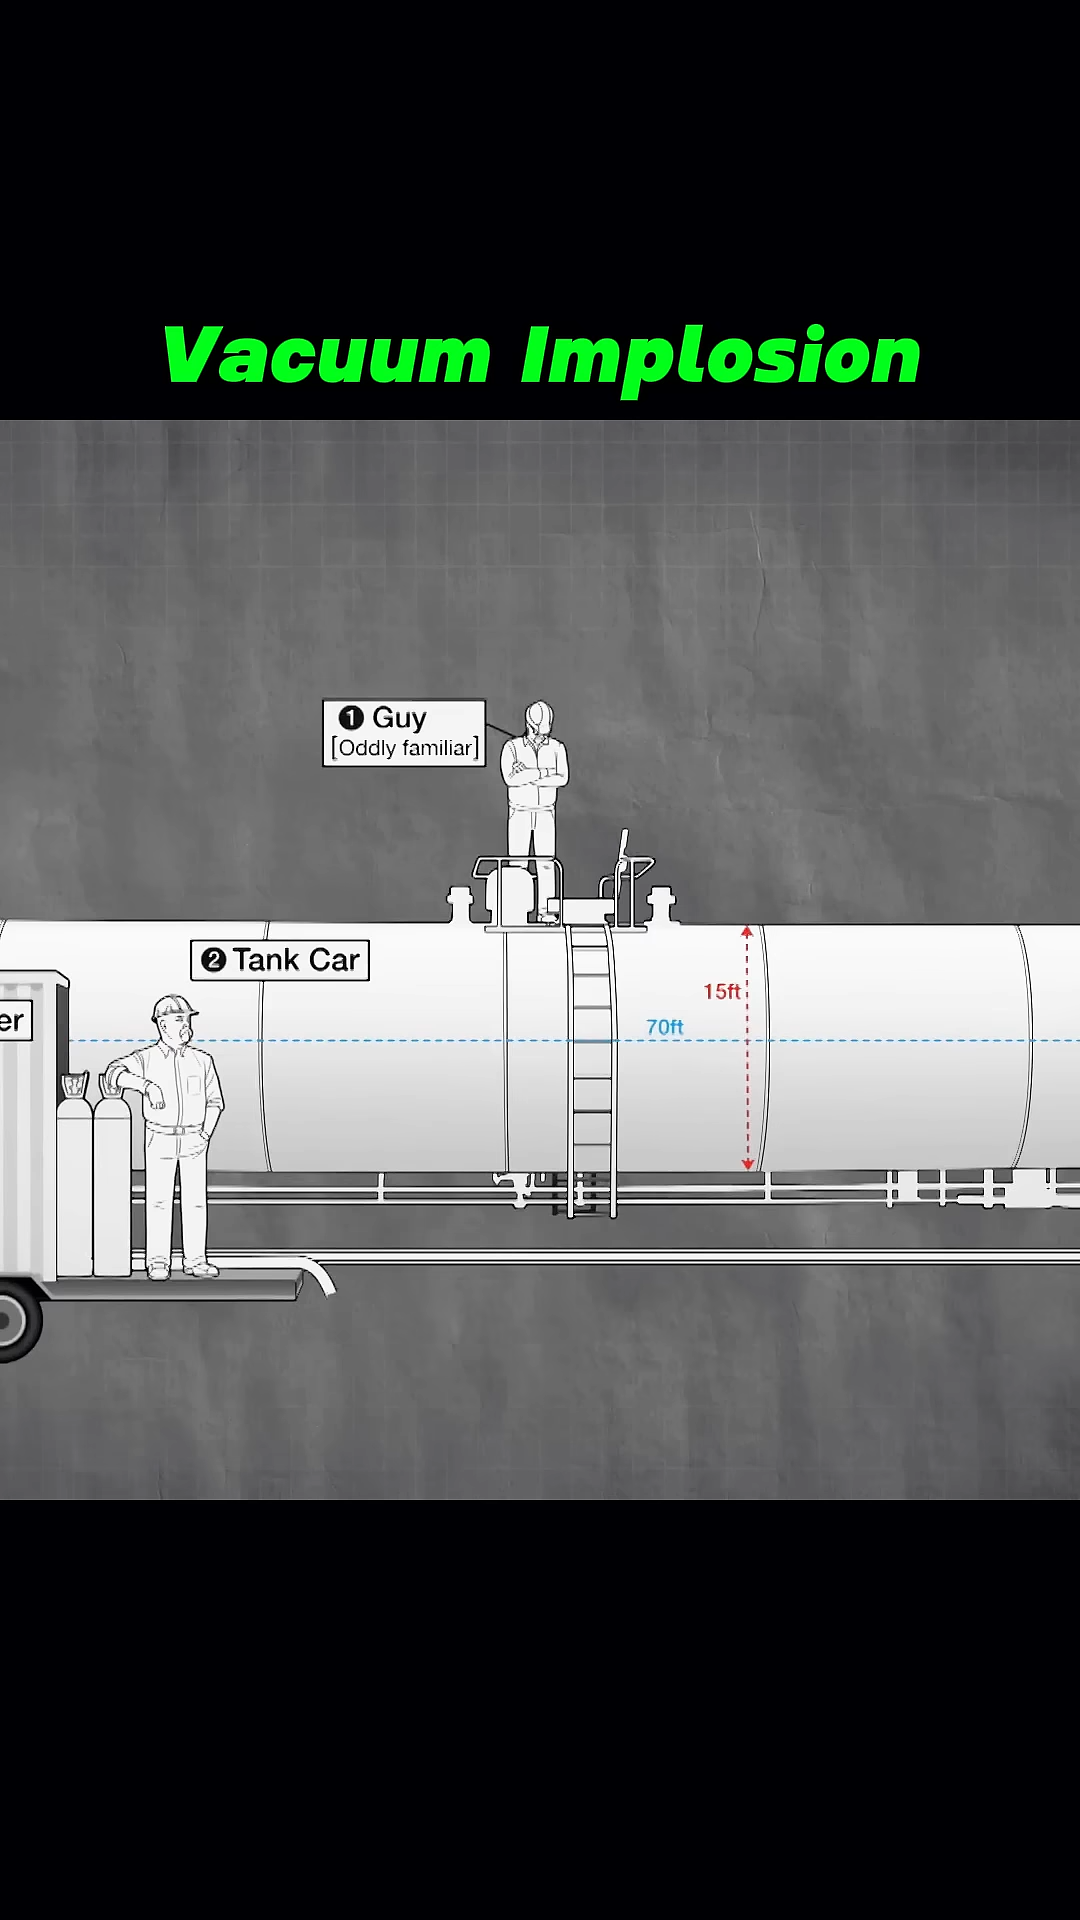 Vacuum Implosion
❶ Guy
[Oddly familiar]
❷ Tank Car
15ft
er
70ft